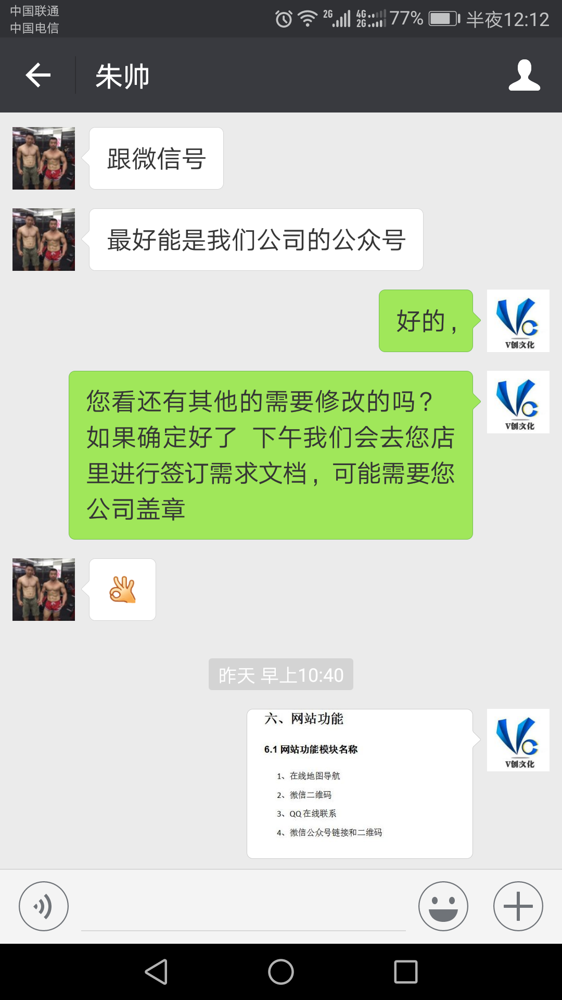 中国联通
中国电信
2G 4G 2G 77% 半夜12:12
朱帅
跟微信号
最好能是我们公司的公众号
好的，
V创文化
您看还有其他的需要修改的吗？
如果确定好了 下午我们会去您店
里进行签订需求文档，可能需要您
公司盖章
V创文化
昨天 早上10:40
六、网站功能
6.1 网站功能模块名称
1、在线地图导航
2、微信二维码
3、QQ在线联系
4、微信公众号链接和二维码
V创文化